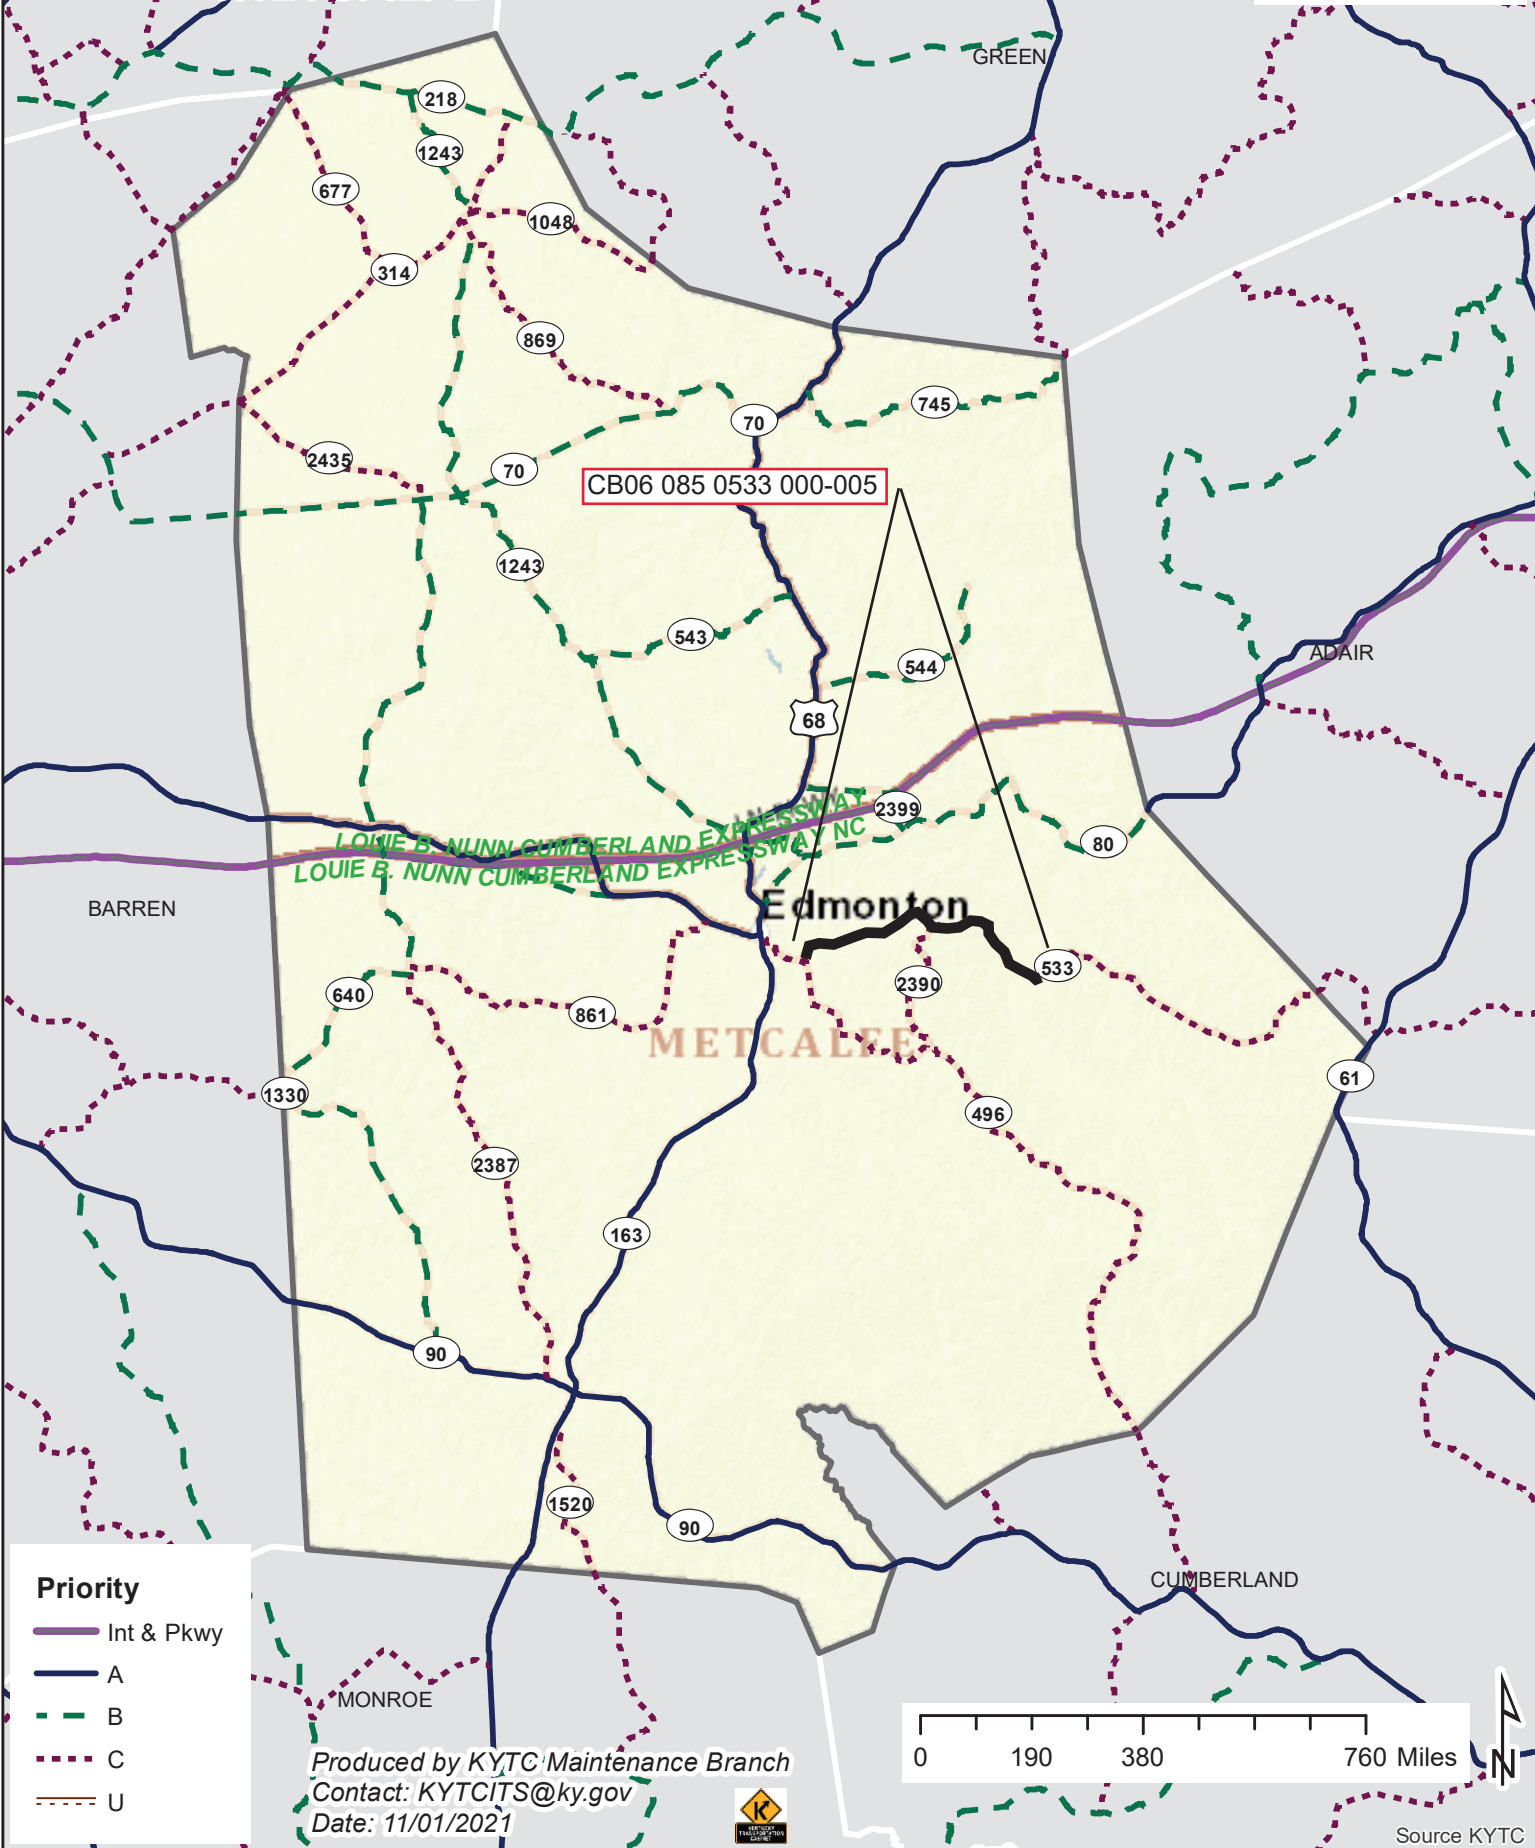 GREEN
218
1243
677
1048
314
869
745
70
2435
70
CB06 085 0533 000-005
1243
543
544
ADAIR
68
2399
LOUIE B. NUNN CUMBERLAND EXPRESSWAY
80
LOUIE B. NUNN CUMBERLAND EXPRESSWAY NC
BARREN
Edmonton
533
2390
640
861
METCALFE
61
1330
496
2387
163
90
1520
90
CUMBERLAND
Priority
Int & Pkwy
A
B
C
U
MONROE
Produced by KYTC Maintenance Branch
Contact: KYTCITS@ky.gov
Date: 11/01/2021
KENTUCKY
TRANSPORTATION
CABINET
0 190 380 760 Miles
N
Source KYTC